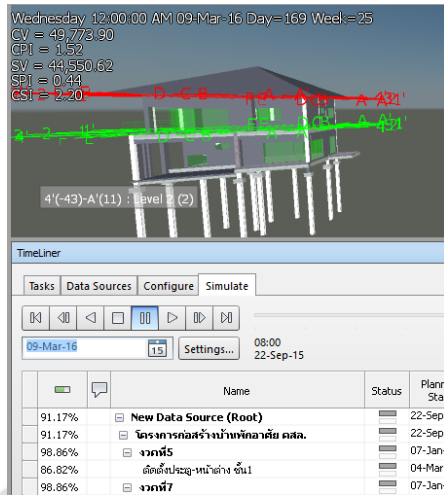 Wednesday 12:00:00 AM 09-Mar-16 Day=169 Week=25
CV = 49,773.90
CPI = 1.52
SV = 44,550.62
SPI = 0.44
CSI = 2.20
4'(-43)-A'(11) : Level 2 (2)
TimeLiner
Tasks Data Sources Configure Simulate
09-Mar-16 15 Settings... 08:00
22-Sep-15
Name Status Plann
Sta
91.17% New Data Source (Root) 22-Sep
91.17% โครงการก่อสร้างบ้านพักอาศัย คสล. 22-Sep
98.86% งวดที่5 07-Jan-
86.82% ติดตั้งประตู-หน้าต่าง ชั้น1 04-Mar
98.86% งวดที่7 07-Jan-